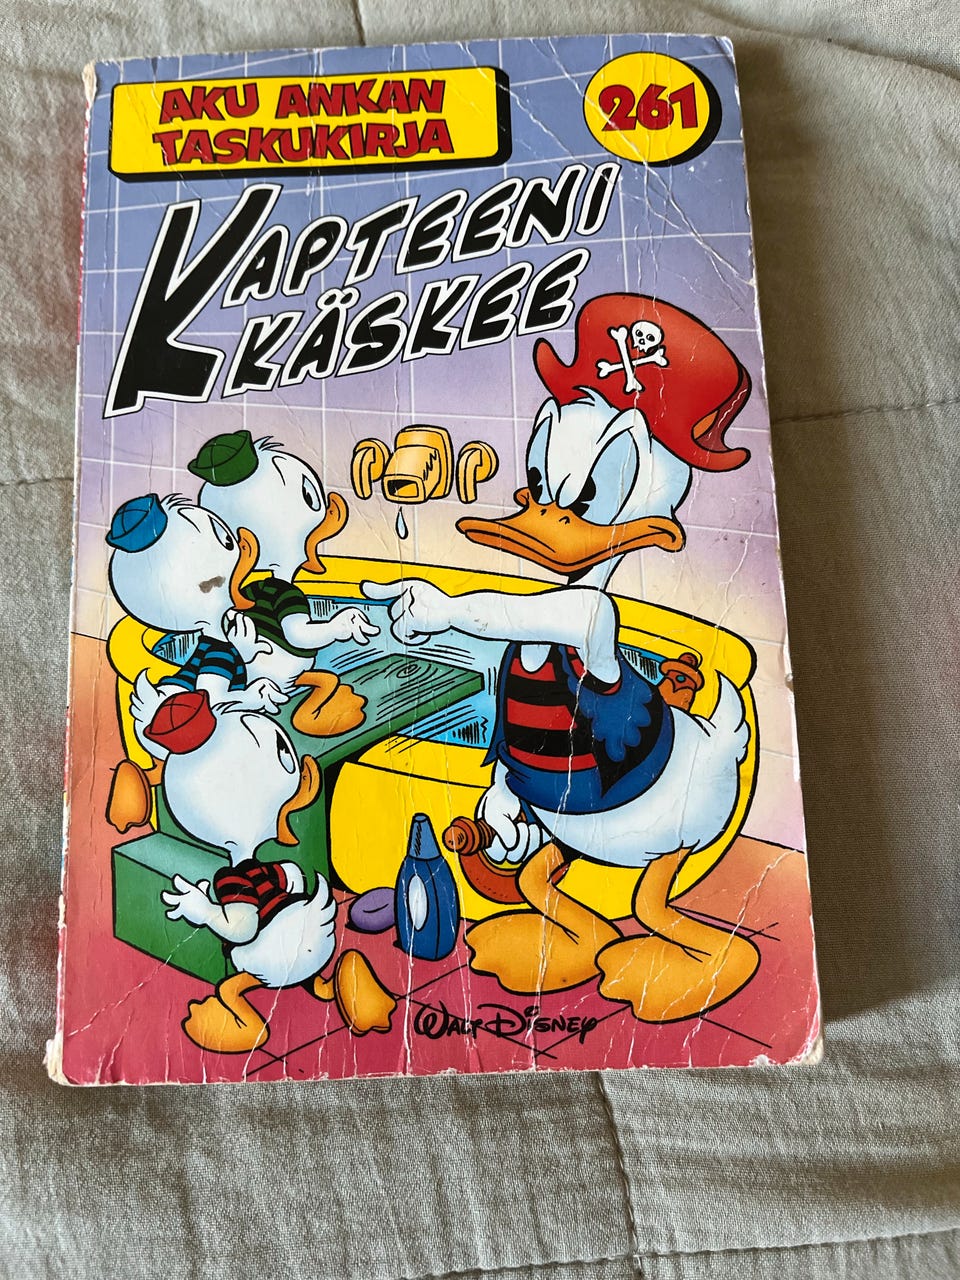 AKU ANKAN
TASKUKIRJA
261
KAPTEENI
KÄSKEE
WALT DISNEY